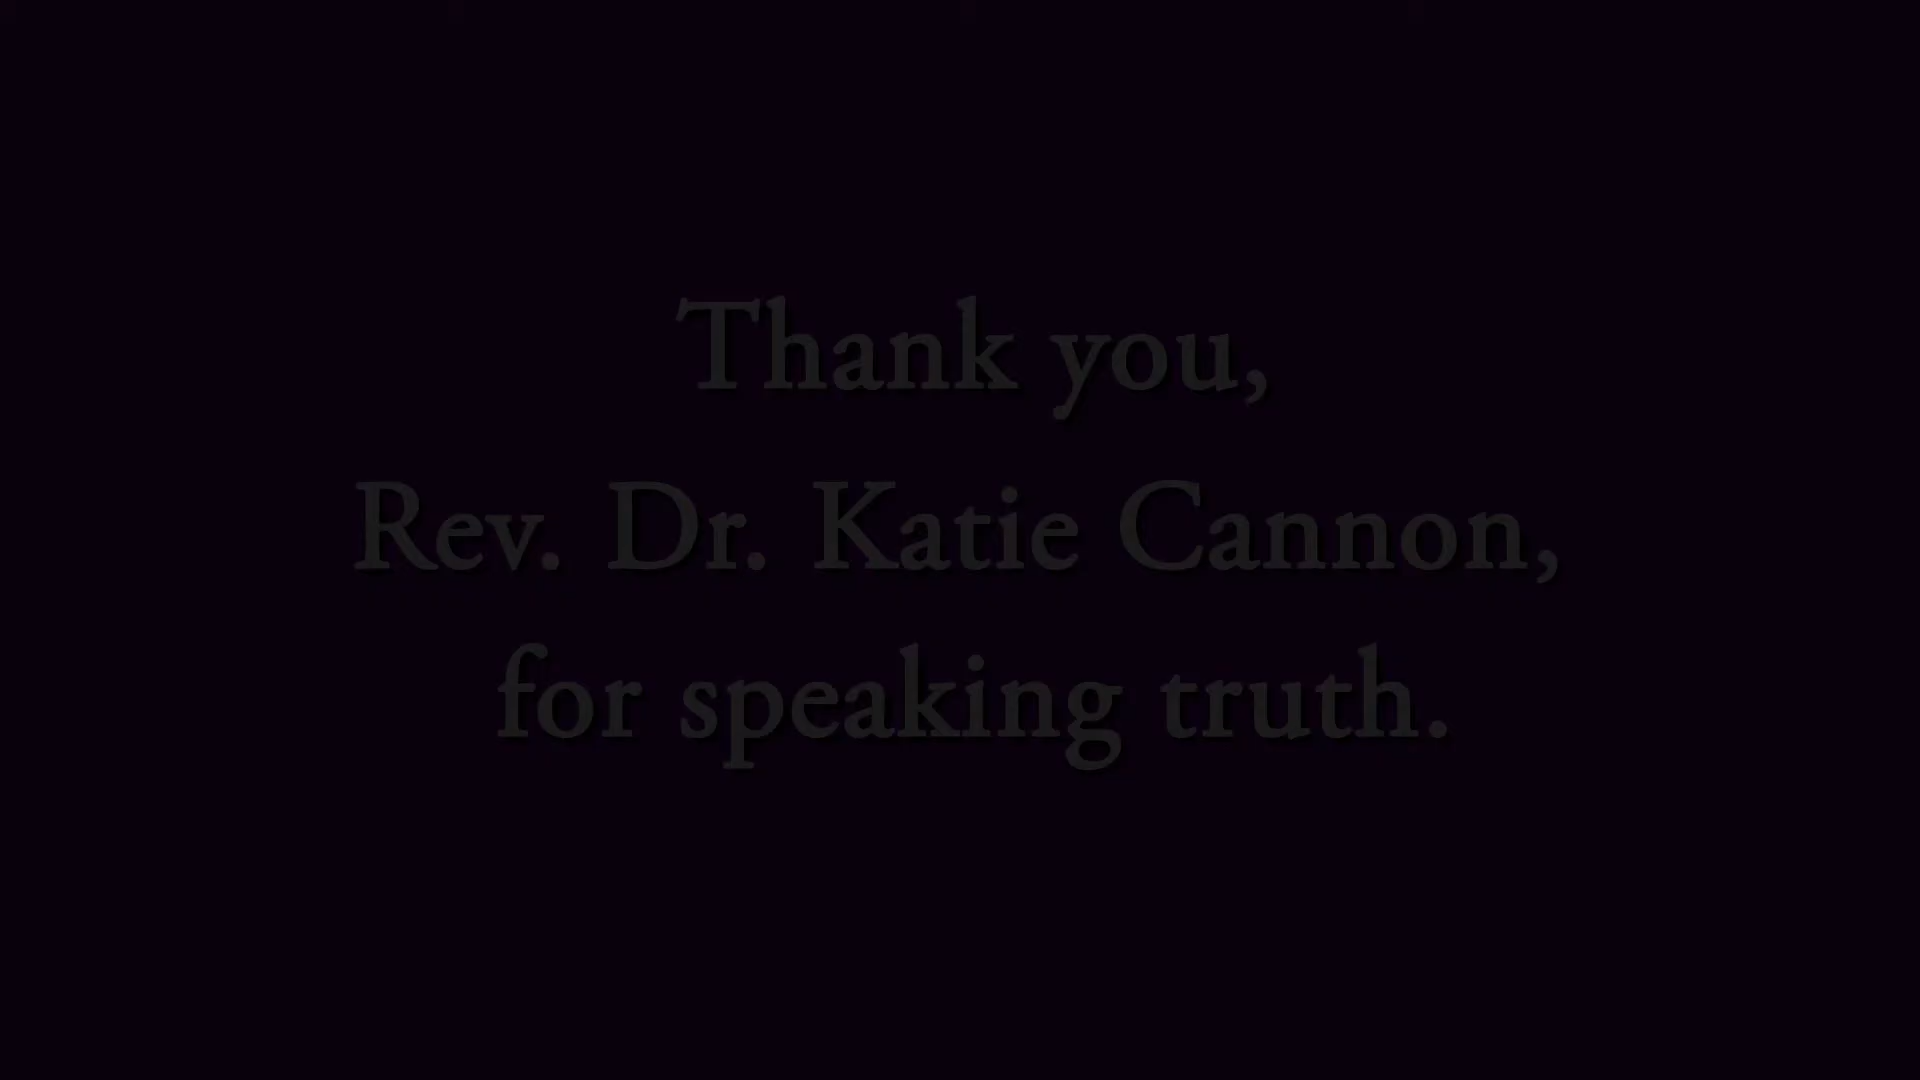 Thank you,
Rev. Dr. Katie Cannon,
for speaking truth.